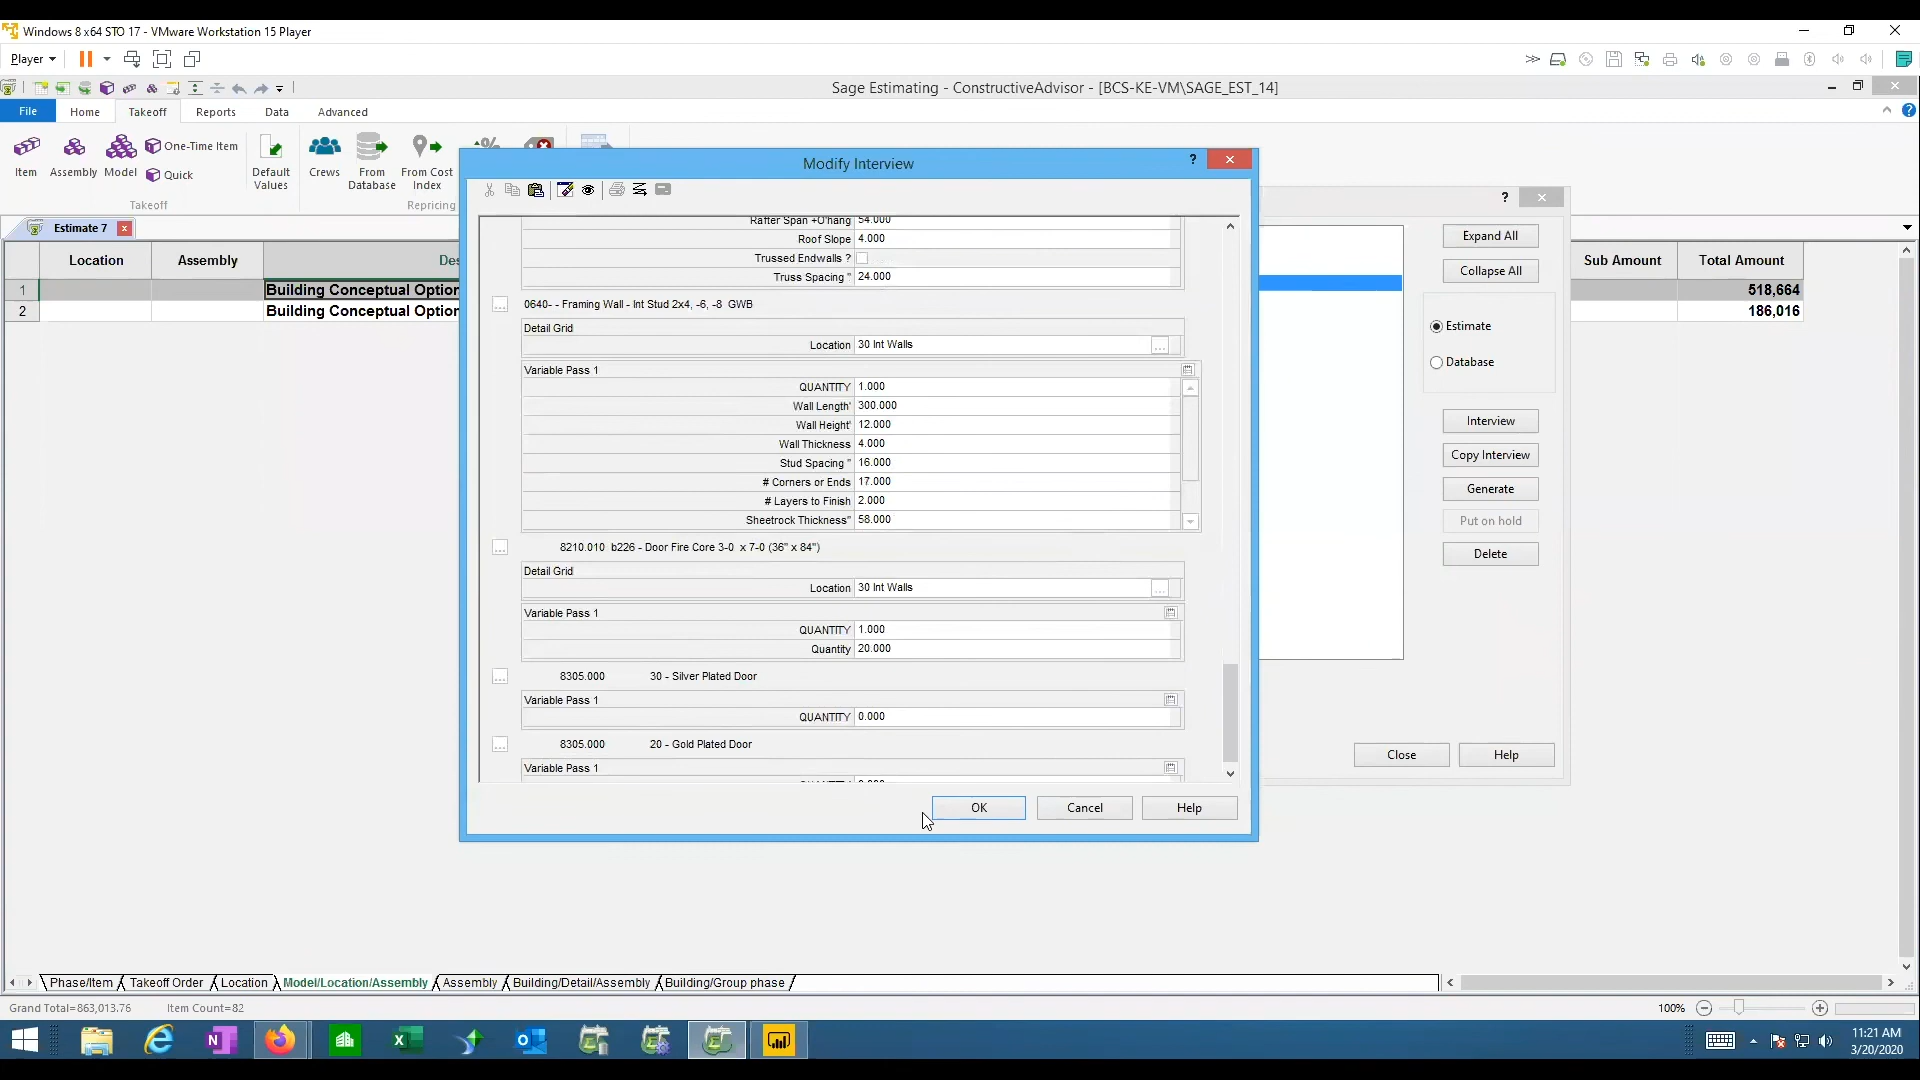 Windows 8 x64 STO 17 - VMware Workstation 15 Player
Player
Sage Estimating - ConstructiveAdvisor - [BCS-KE-VM\SAGE_EST_14]
File Home Takeoff Reports Data Advanced
Item
Assembly
Model
One-Time Item
Quick
Default Values
Crews
From Database
From Cost Index
Takeoff
Repricing
Estimate 7
Location Assembly Des Sub Amount Total Amount
1 Building Conceptual Option 518,664
2 Building Conceptual Option 186,016
Modify Interview
Rafter Span +O'hang 54.000
Roof Slope 4.000
Trussed Endwalls ?
Truss Spacing " 24.000
0640- - Framing Wall - Int Stud 2x4, -6, -8 GWB
Detail Grid
Location 30 Int Walls
Variable Pass 1
QUANTITY 1.000
Wall Length' 300.000
Wall Height' 12.000
Wall Thickness 4.000
Stud Spacing " 16.000
# Corners or Ends 17.000
# Layers to Finish 2.000
Sheetrock Thickness" 58.000
8210.010 b226 - Door Fire Core 3-0 x 7-0 (36" x 84")
Detail Grid
Location 30 Int Walls
Variable Pass 1
QUANTITY 1.000
Quantity 20.000
8305.000 30 - Silver Plated Door
Variable Pass 1
QUANTITY 0.000
8305.000 20 - Gold Plated Door
Variable Pass 1
OK Cancel Help
Expand All
Collapse All
Estimate
Database
Interview
Copy Interview
Generate
Put on hold
Delete
Close Help
Phase/Item Takeoff Order Location Model/Location/Assembly Assembly Building/Detail/Assembly Building/Group phase
Grand Total=863,013.76 Item Count=82 100%
11:21 AM
3/20/2020